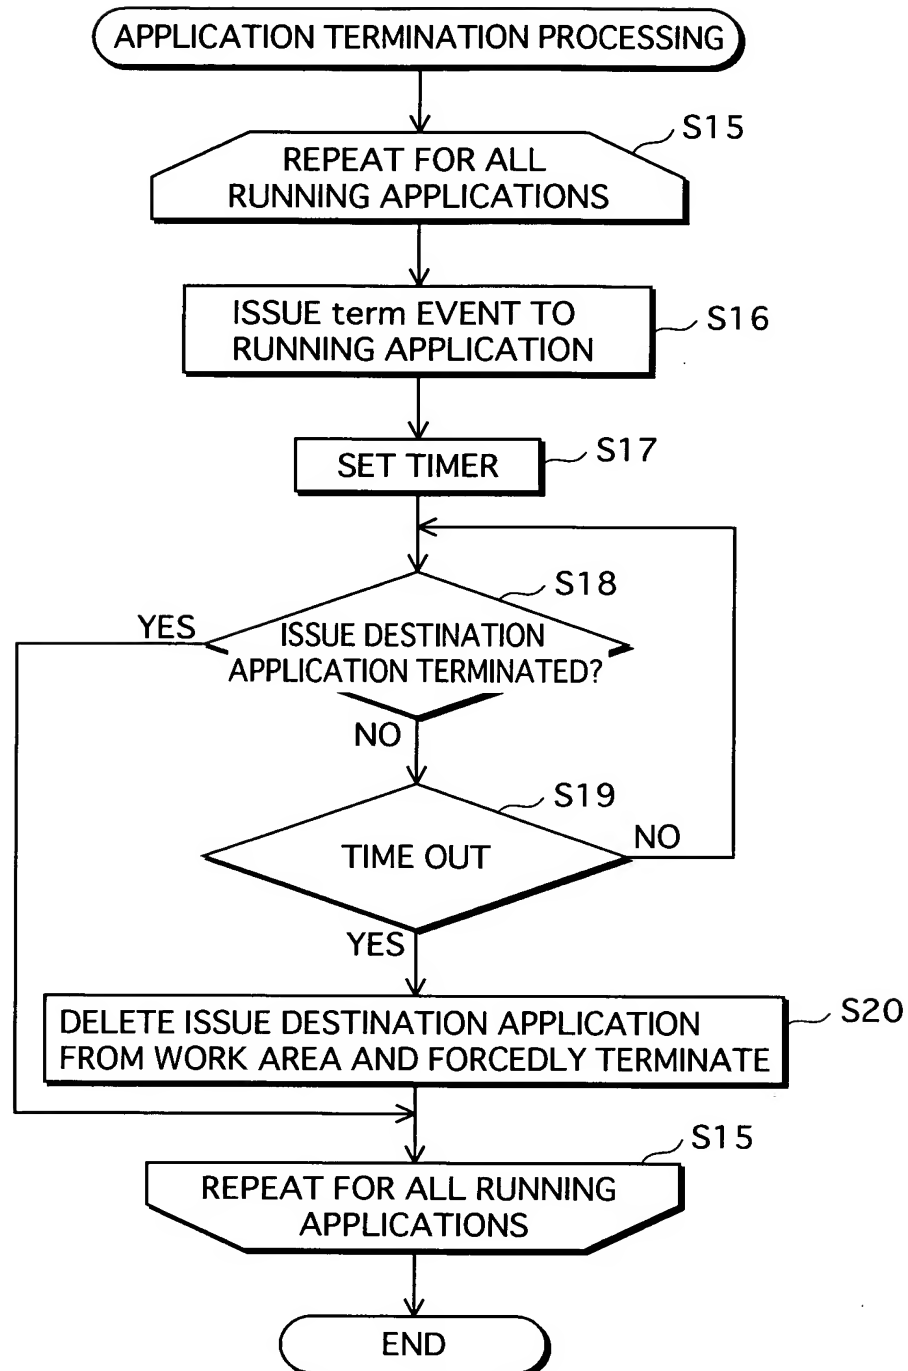 APPLICATION TERMINATION PROCESSING
S15
REPEAT FOR ALL
RUNNING APPLICATIONS
ISSUE term EVENT TO
RUNNING APPLICATION
S16
SET TIMER
S17
S18
YES
ISSUE DESTINATION
APPLICATION TERMINATED?
NO
S19
TIME OUT
NO
YES
DELETE ISSUE DESTINATION APPLICATION
FROM WORK AREA AND FORCEDLY TERMINATE
S20
S15
REPEAT FOR ALL RUNNING
APPLICATIONS
END